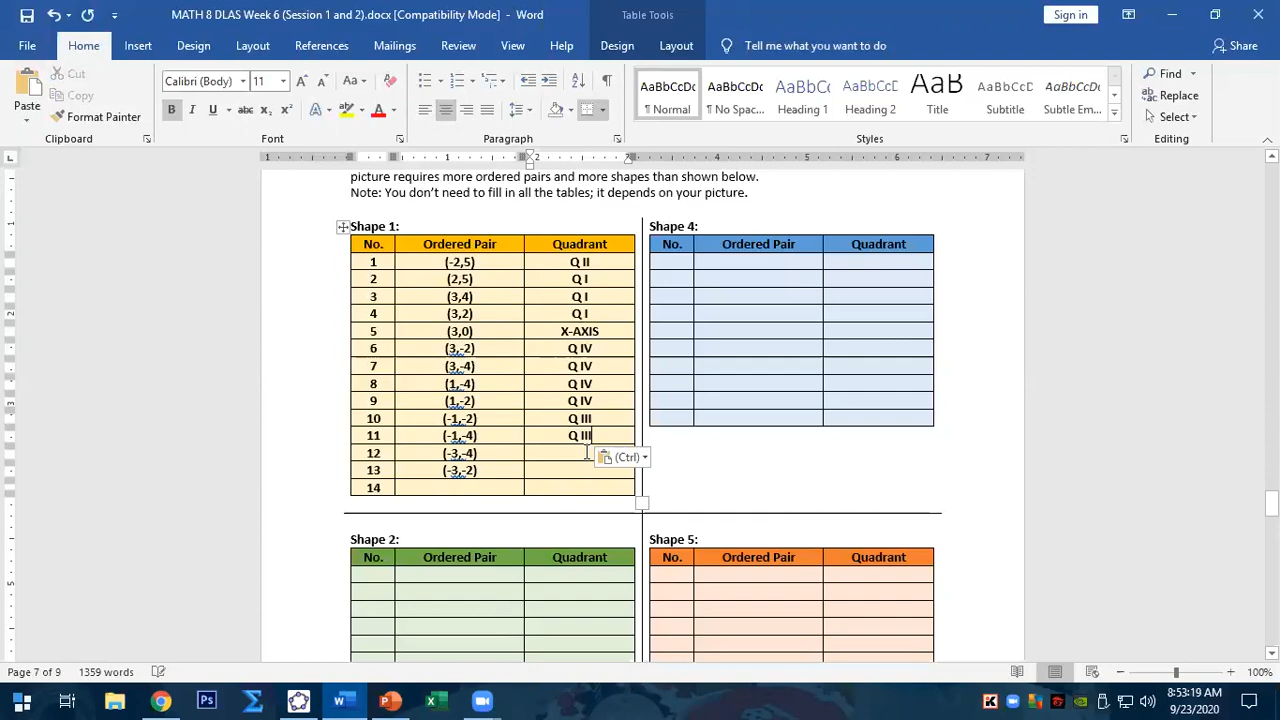 MATH 8 DLAS Week 6 (Session 1 and 2).docx [Compatibility Mode] - Word
Table Tools
Sign in
File Home Insert Design Layout References Mailings Review View Help Design Layout Tell me what you want to do Share
Paste
Cut
Copy
Format Painter
Clipboard
Calibri (Body) 11
Font
Paragraph
AaBbCcDc
¶ Normal
AaBbCcDc
¶ No Spac...
AaBbCc
Heading 1
AaBbCcD
Heading 2
AaB
Title
AaBbCcD
Subtitle
AaBbCcDc
Subtle Em...
Styles
Find
Replace
Select
Editing
picture requires more ordered pairs and more shapes than shown below.
Note: You don't need to fill in all the tables; it depends on your picture.
Shape 1:
No. Ordered Pair Quadrant
1 (-2,5) Q II
2 (2,5) Q I
3 (3,4) Q I
4 (3,2) Q I
5 (3,0) X-AXIS
6 (3,-2) Q IV
7 (3,-4) Q IV
8 (1,-4) Q IV
9 (1,-2) Q IV
10 (-1,-2) Q III
11 (-1,-4) Q III
12 (-3,-4)
13 (-3,-2)
14
(Ctrl)
Shape 4:
No. Ordered Pair Quadrant
Shape 2:
No. Ordered Pair Quadrant
Shape 5:
No. Ordered Pair Quadrant
Page 7 of 9 1359 words
100%
8:53:19 AM
9/23/2020